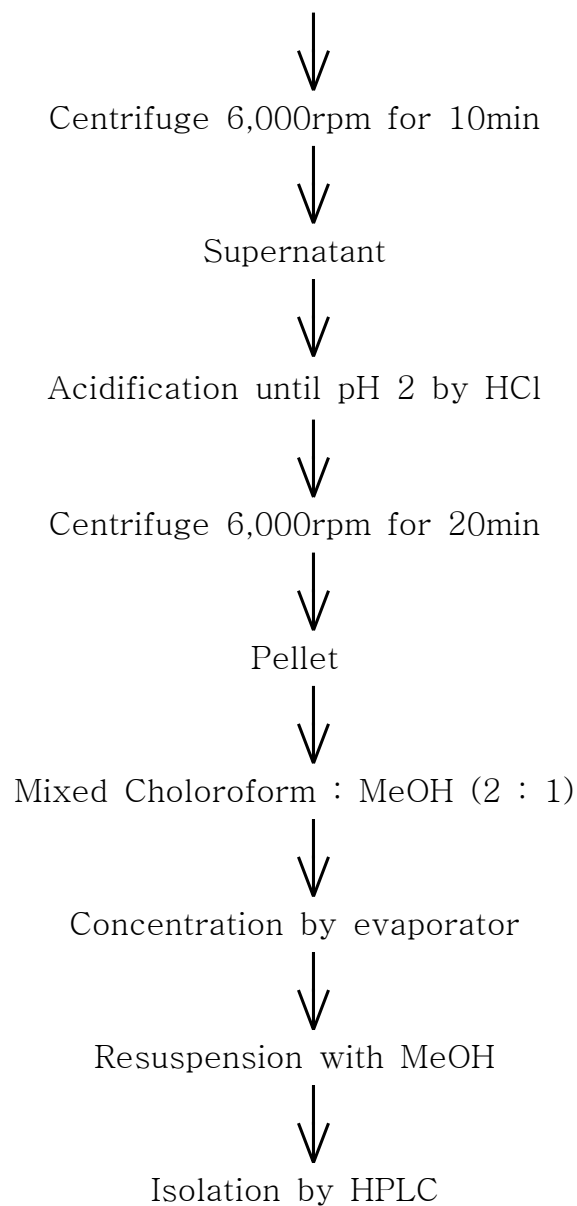 Centrifuge 6,000rpm for 10min
Supernatant
Acidification until pH 2 by HCl
Centrifuge 6,000rpm for 20min
Pellet
Mixed Choloroform : MeOH (2 : 1)
Concentration by evaporator
Resuspension with MeOH
Isolation by HPLC